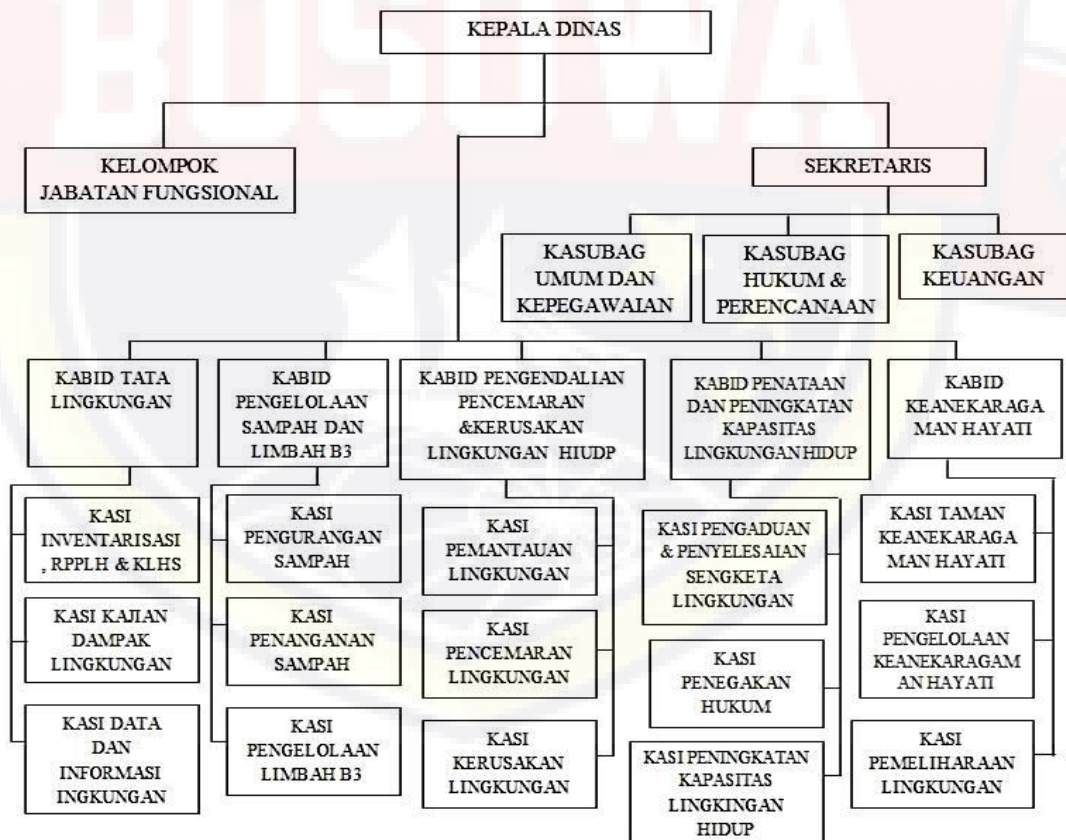 BOSOWA
KEPALA DINAS
KELOMPOK
JABATAN FUNGSIONAL
SEKRETARIS
KASUBAG
UMUM DAN
KEPEGAWAIAN
KASUBAG
HUKUM &
PERENCANAAN
KASUBAG
KEUANGAN
KABID TATA
LINGKUNGAN
KABID
PENGELOLAAN
SAMPAH DAN
LIMBAH B3
KABID PENGENDALIAN
PENCEMARAN
&KERUSAKAN
LINGKUNGAN HIUDP
KABID PENATAAN
DAN PENINGKATAN
KAPASITAS
LINGKUNGAN HIDUP
KABID
KEANEKARAGA
MAN HAYATI
KASI
INVENTARISASI
, RPPLH & KLHS
KASI KAJIAN
DAMPAK
LINGKUNGAN
KASI DATA
DAN
INFORMASI
INGKUNGAN
KASI
PENGURANGAN
SAMPAH
KASI
PENANGANAN
SAMPAH
KASI
PENGELOLAAN
LIMBAH B3
KASI
PEMANTAUAN
LINGKUNGAN
KASI
PENCEMARAN
LINGKUNGAN
KASI
KERUSAKAN
LINGKUNGAN
KASI PENGADUAN
& PENYELESAIAN
SENGKETA
LINGKUNGAN
KASI
PENEGAKAN
HUKUM
KASI PENINGKATAN
KAPASITAS
LINGKINGAN
HIDUP
KASI TAMAN
KEANEKARAGA
MAN HAYATI
KASI
PENGELOLAAN
KEANEKARAGAM
AN HAYATI
KASI
PEMELIHARAAN
LINGKUNGAN